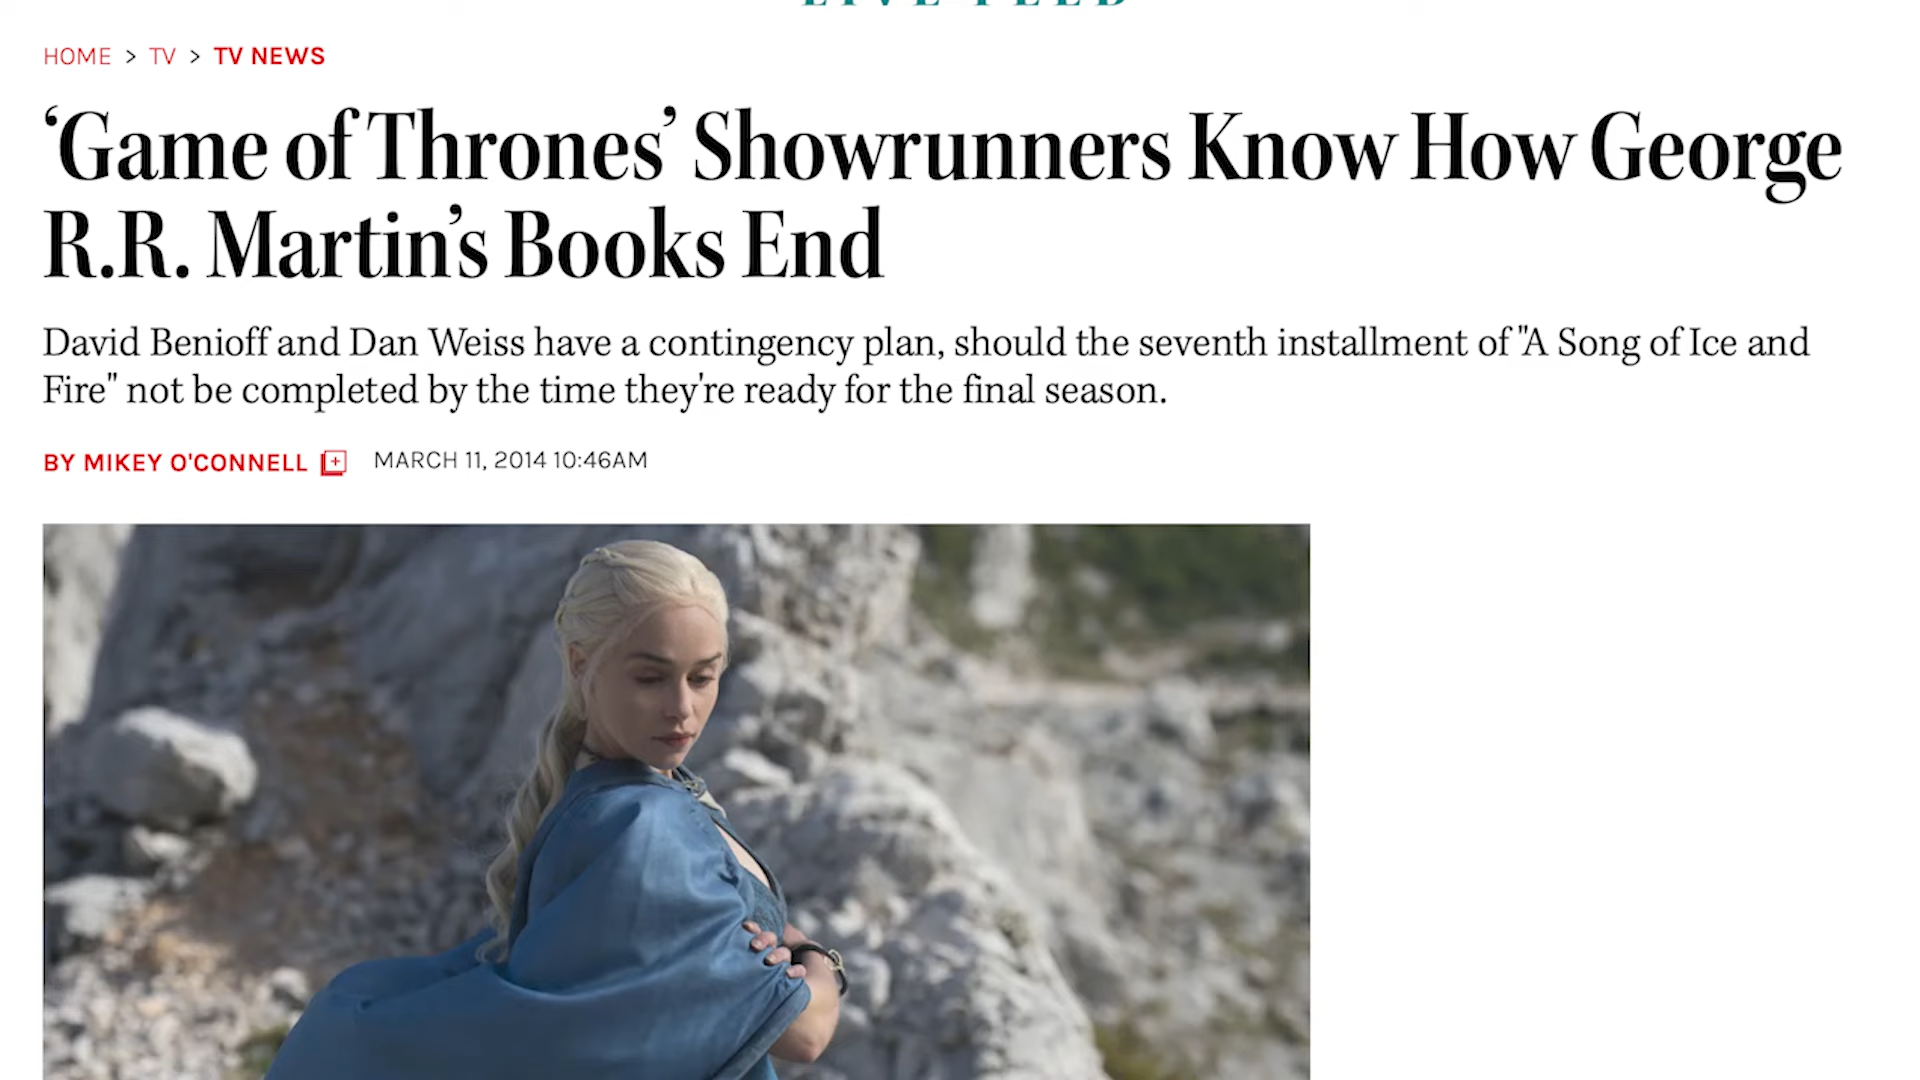 LIVE FEED
HOME > TV > TV NEWS
‘Game of Thrones’ Showrunners Know How George
R.R. Martin’s Books End
David Benioff and Dan Weiss have a contingency plan, should the seventh installment of "A Song of Ice and
Fire" not be completed by the time they're ready for the final season.
BY MIKEY O'CONNELL MARCH 11, 2014 10:46AM